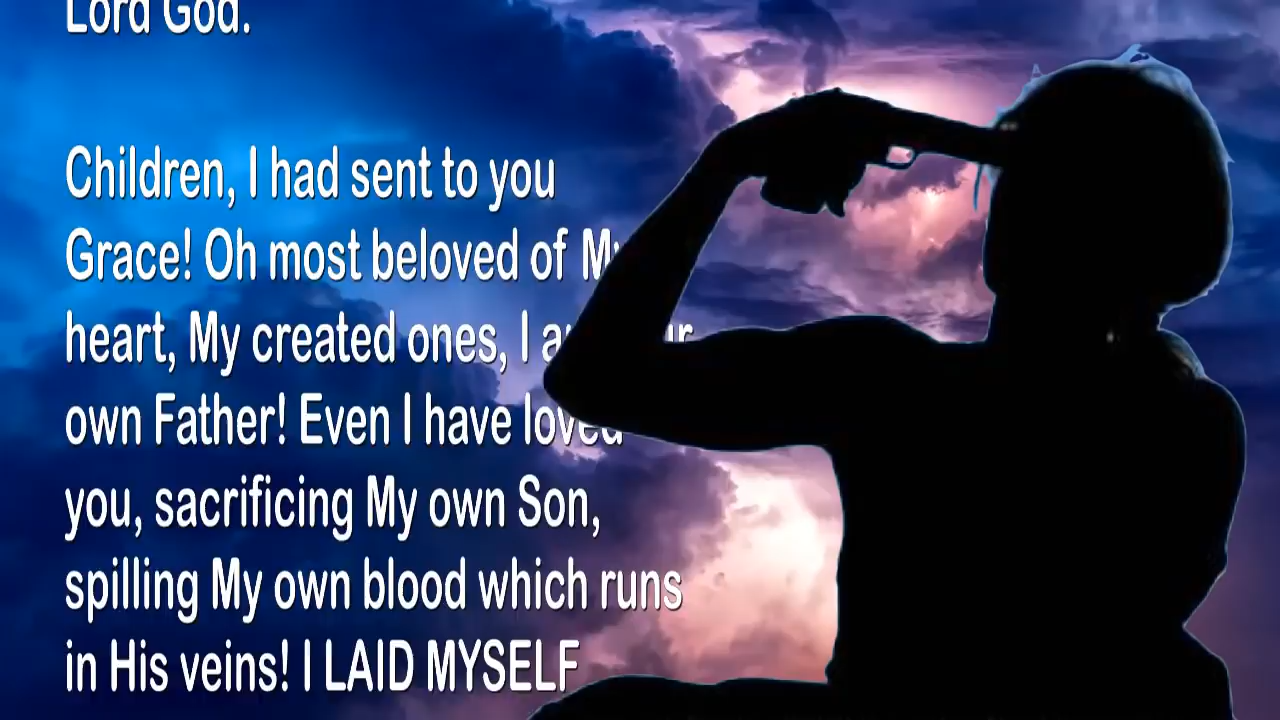 Lord God.
Children, I had sent to you
Grace! Oh most beloved of My
heart, My created ones, I
own Father! Even I have loved
you, sacrificing My own Son,
spilling My own blood which runs
in His veins! I LAID MYSELF